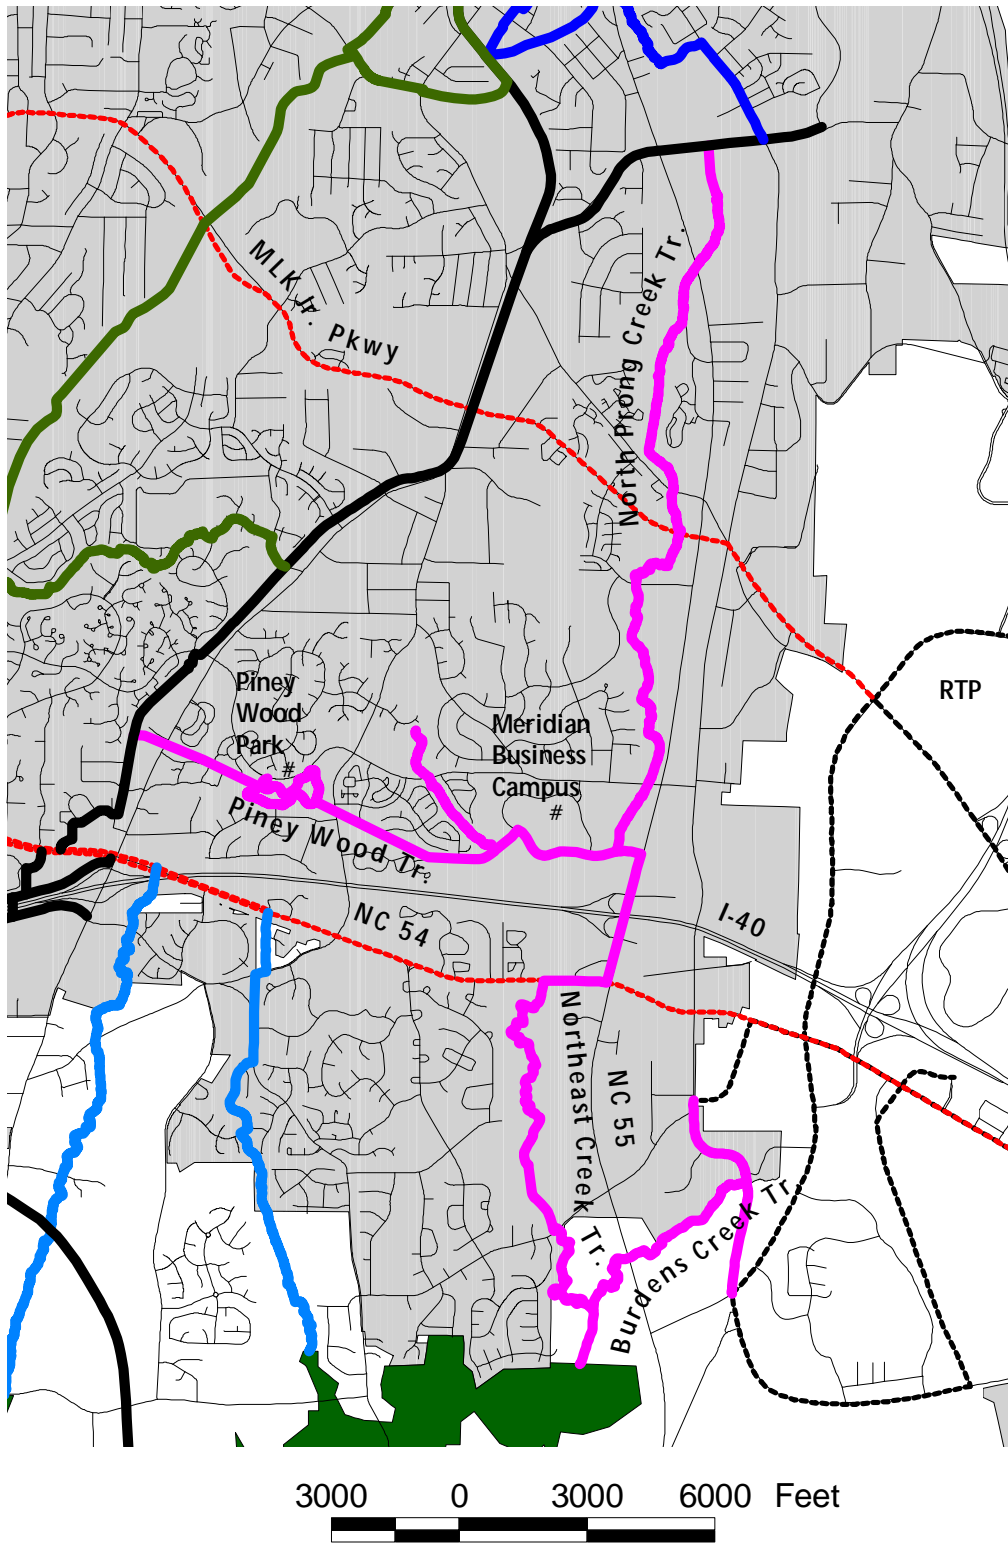 MLK Jr. Pkwy
North Prong Creek Tr.
RTP
Piney
Wood
Park
#
Meridian
Business
Campus
#
Piney Wood Tr.
NC 54
I-40
Northeast Creek Tr.
NC 55
Burdens Creek Tr
3000 0 3000 6000 Feet